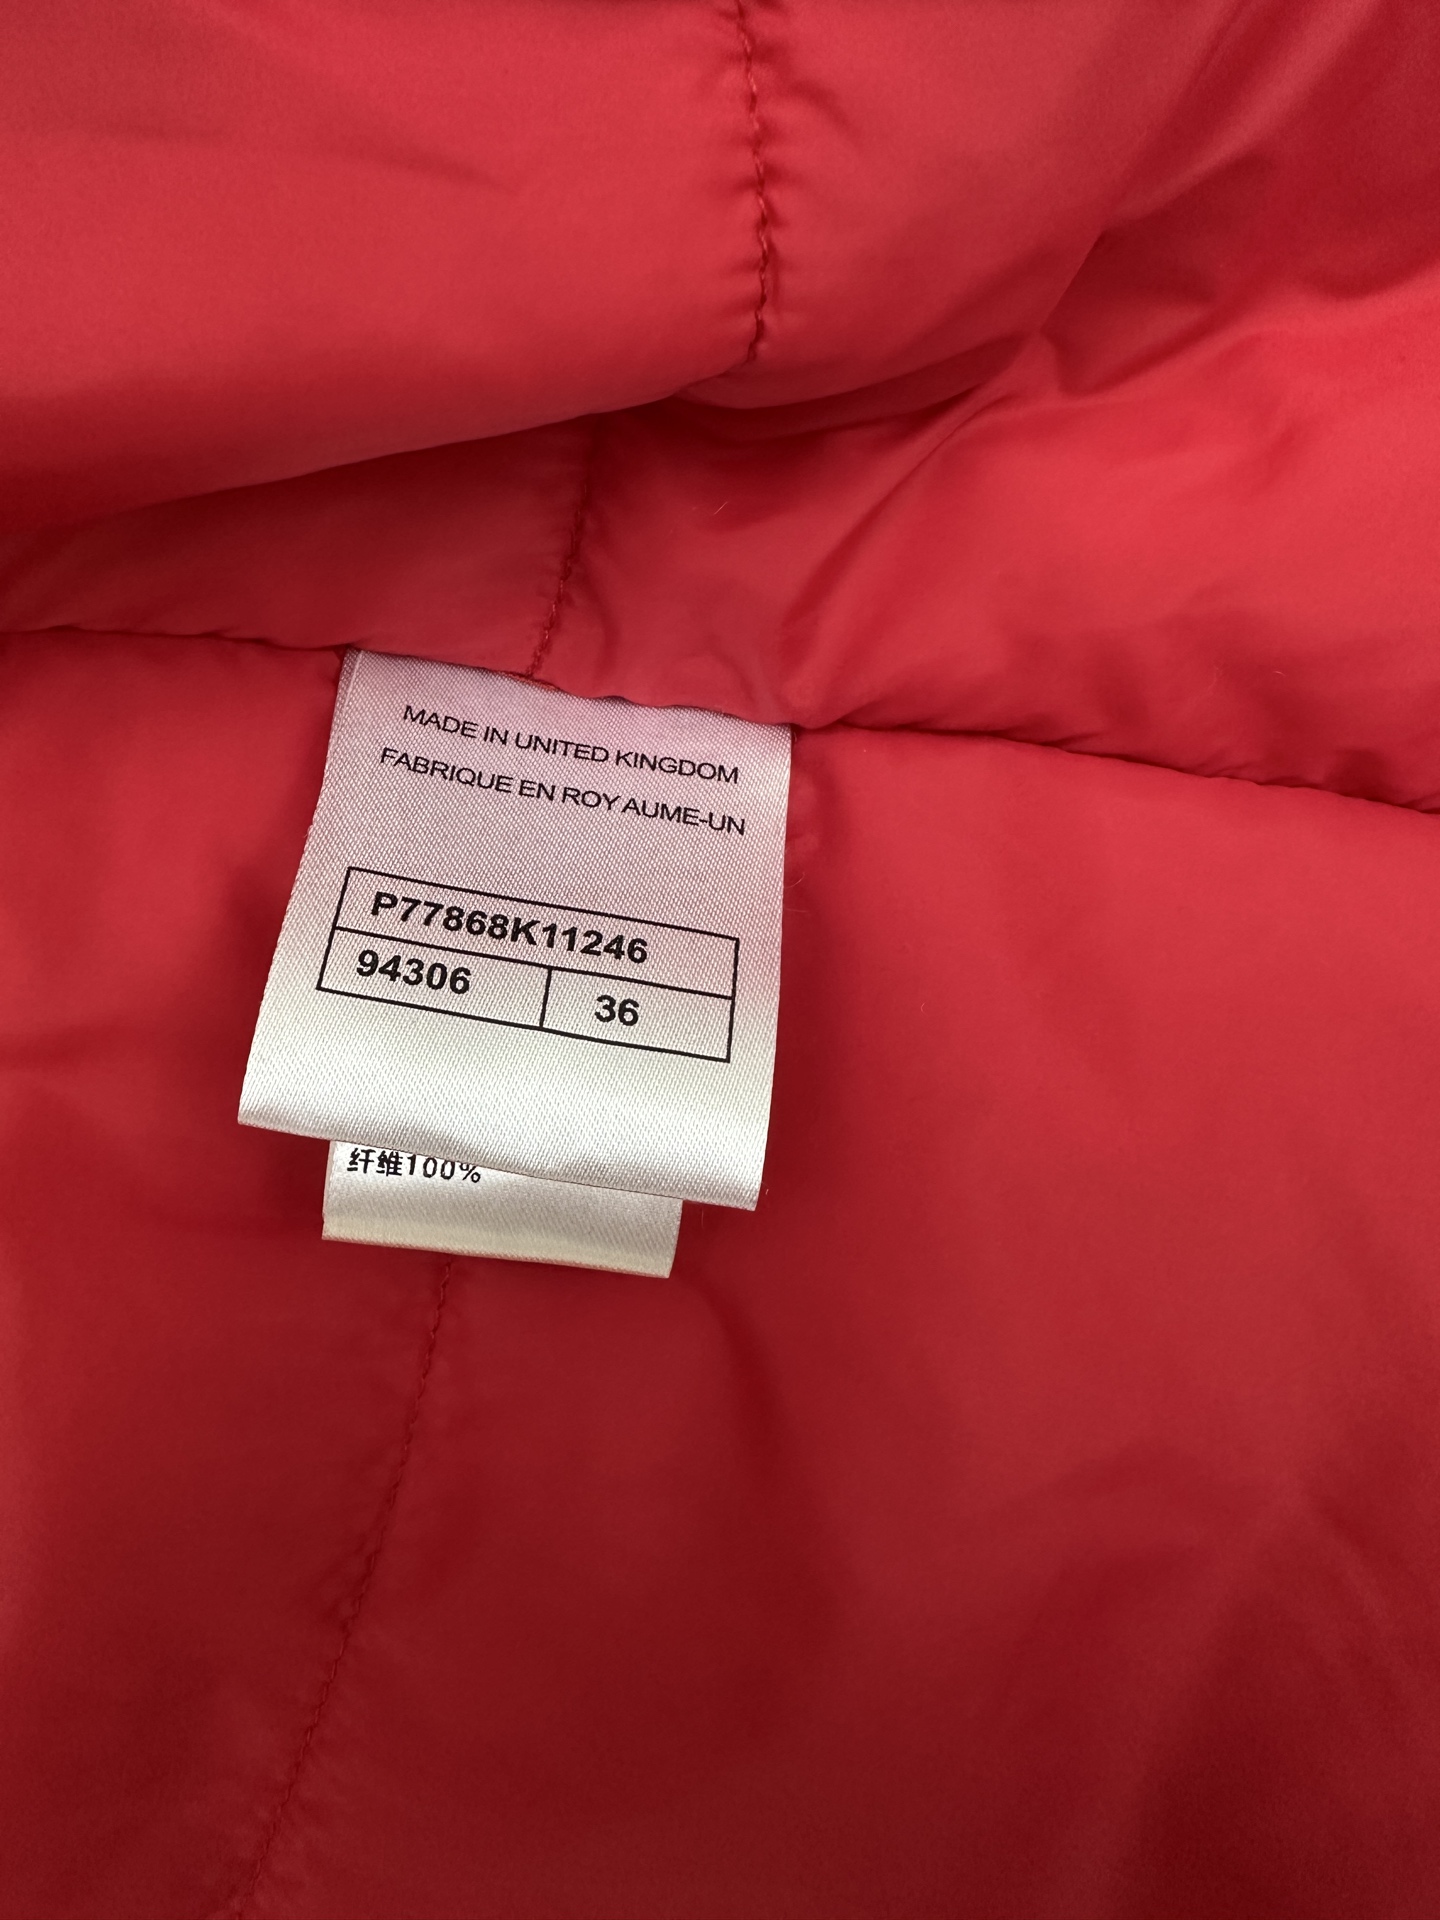 MADE IN UNITED KINGDOM
FABRIQUE EN ROY AUME-UN
P77868K11246
94306 36
纤维100%